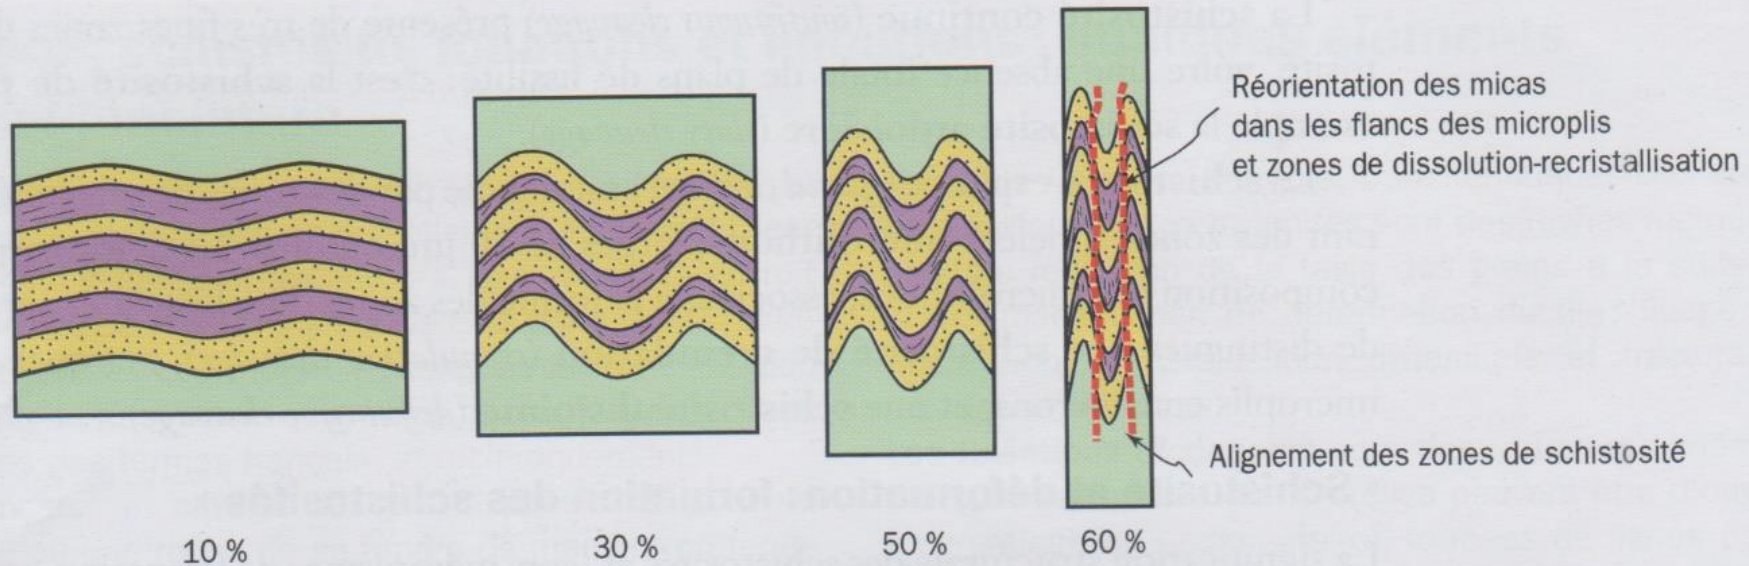 Réorientation des micas
dans les flancs des microplis
et zones de dissolution-recristallisation
Alignement des zones de schistosité
10 %
30 %
50 %
60 %